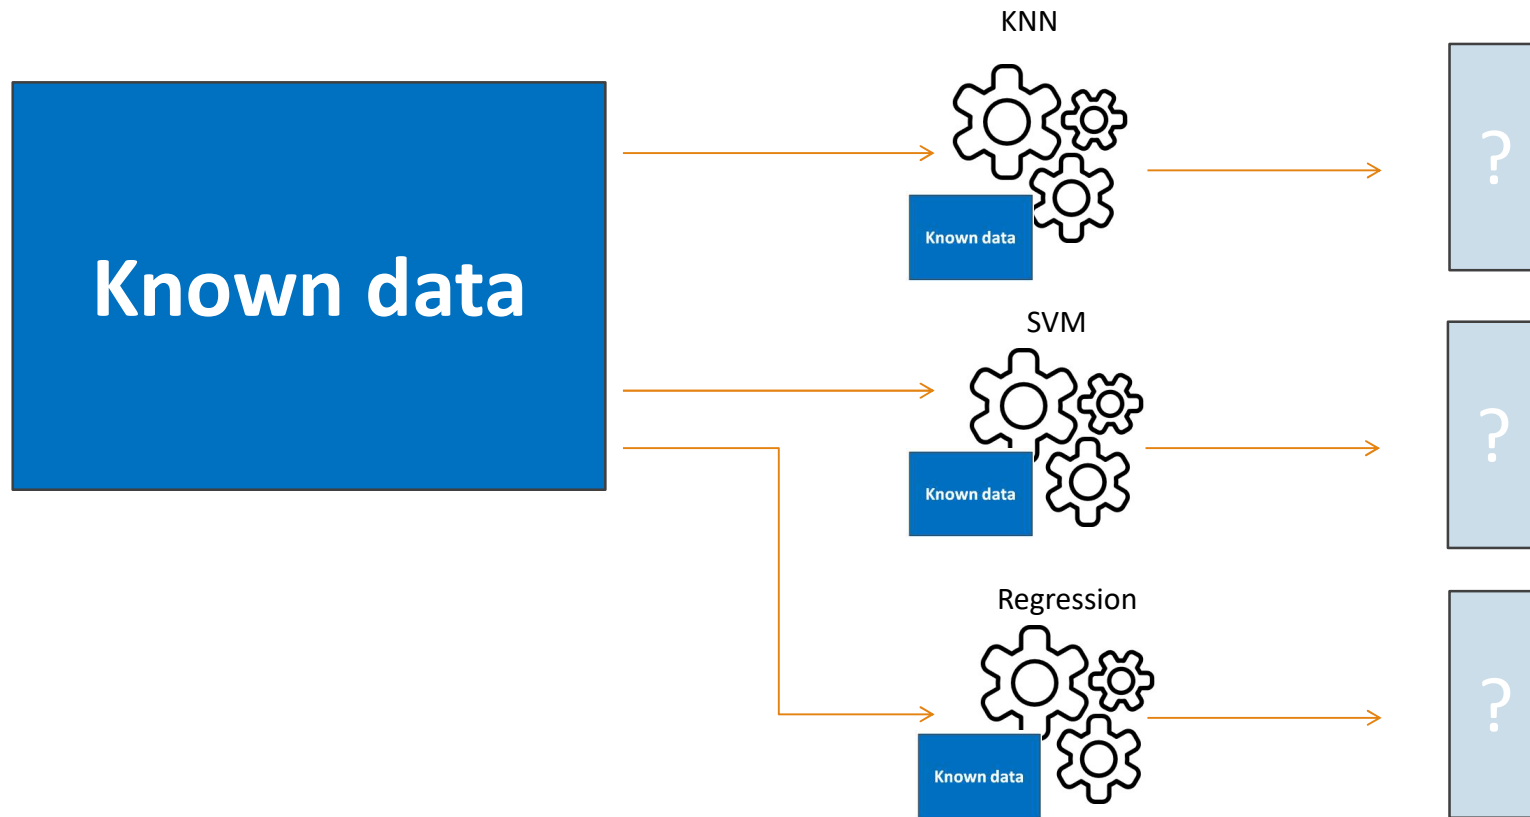 KNN
Known data
?
Known data
SVM
?
Known data
Regression
?
Known data